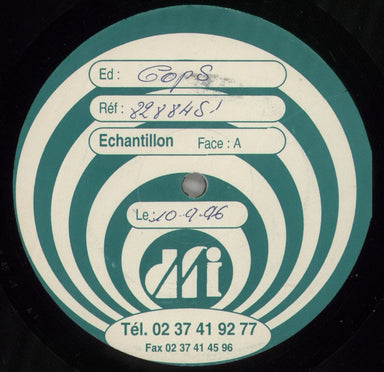 Ed : CopS
Réf : 8288451
Echantillon Face : A
Le : 10-9-96
dfi
Tél. 02 37 41 92 77
Fax 02 37 41 45 96